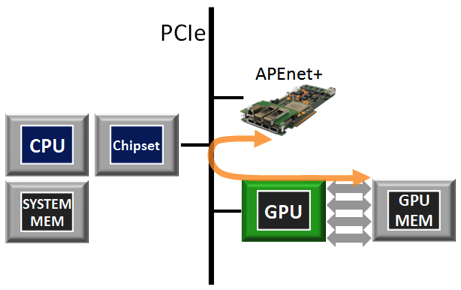 PCIe
APEnet+
CPU
Chipset
SYSTEM
MEM
GPU
GPU
MEM